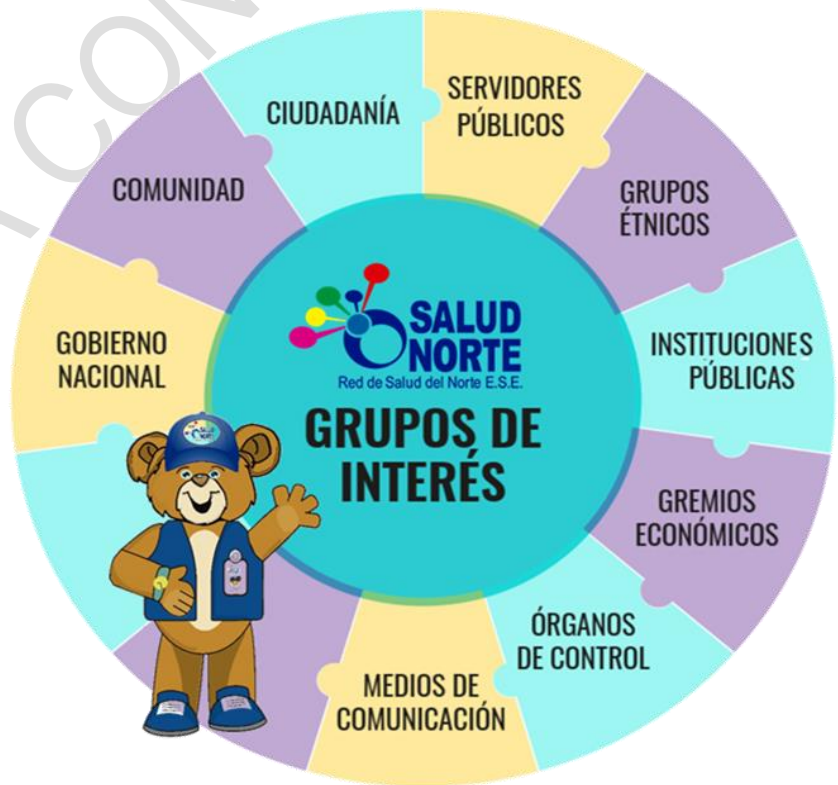 CIUDADANÍA
SERVIDORES
PÚBLICOS
GRUPOS
ÉTNICOS
INSTITUCIONES
PÚBLICAS
GREMIOS
ECONÓMICOS
ÓRGANOS
DE CONTROL
MEDIOS DE
COMUNICACIÓN
GOBIERNO
NACIONAL
COMUNIDAD
SALUD
NORTE
Red de Salud del Norte E.S.E.
GRUPOS DE
INTERÉS